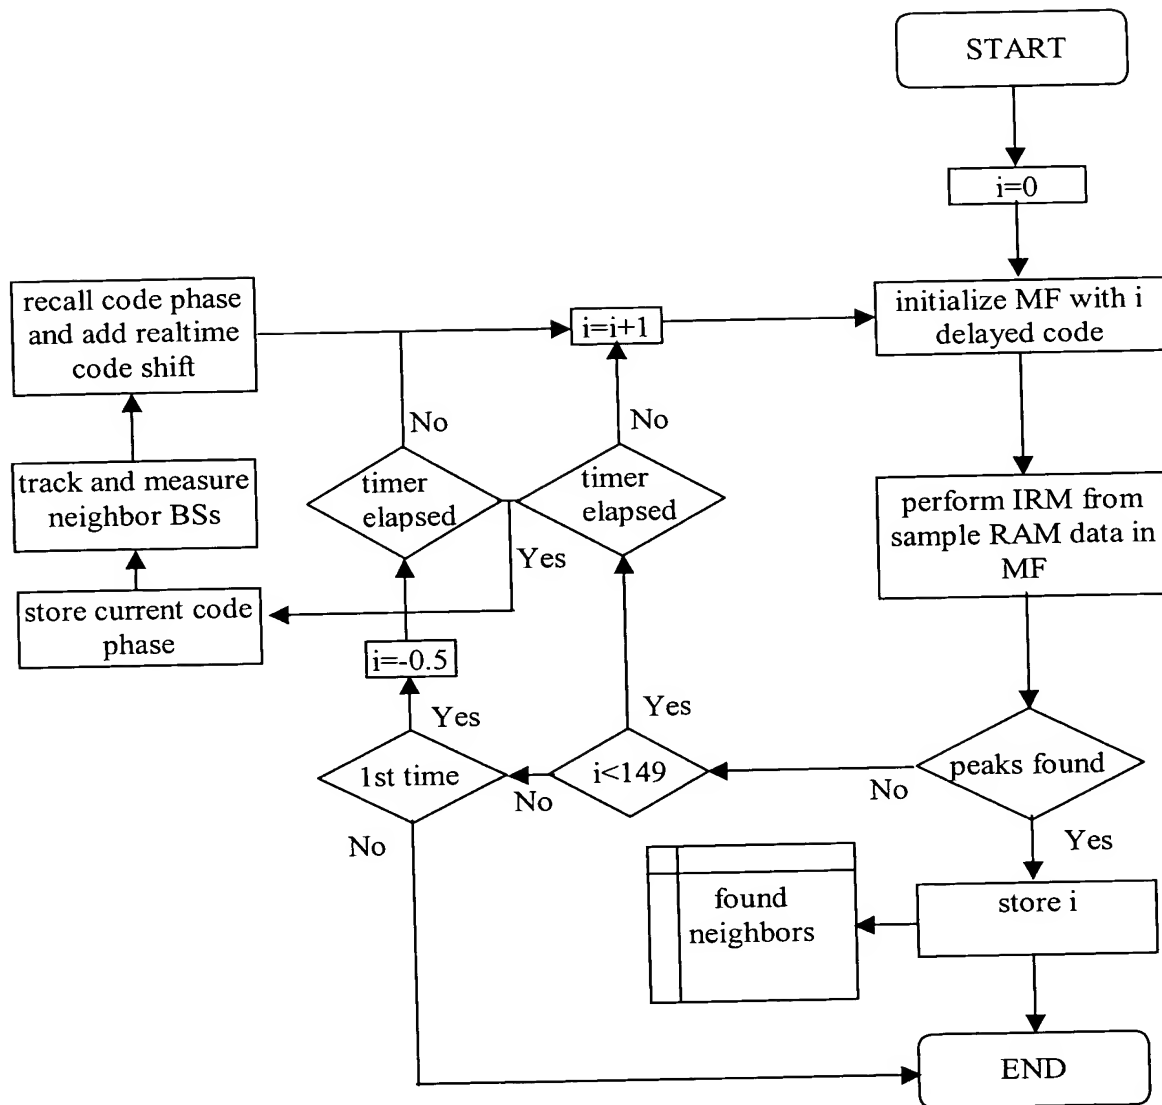 START
i=0
recall code phase
and add realtime
code shift
i=i+1
initialize MF with i
delayed code
No
No
track and measure
neighbor BSs
timer
elapsed
timer
elapsed
perform IRM from
sample RAM data in
MF
Yes
store current code
phase
i=-0.5
Yes
Yes
1st time
i<149
peaks found
No
No
No
Yes
found
neighbors
store i
END